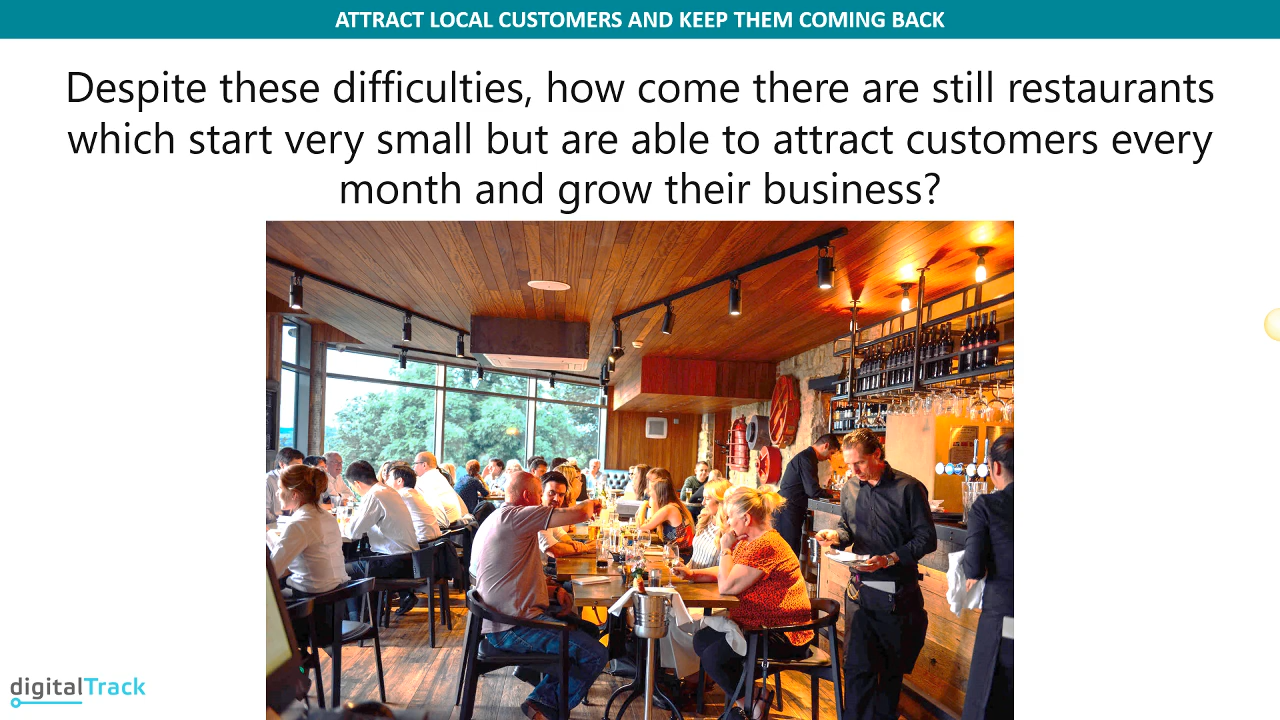 ATTRACT LOCAL CUSTOMERS AND KEEP THEM COMING BACK
Despite these difficulties, how come there are still restaurants
which start very small but are able to attract customers every
month and grow their business?
digitalTrack